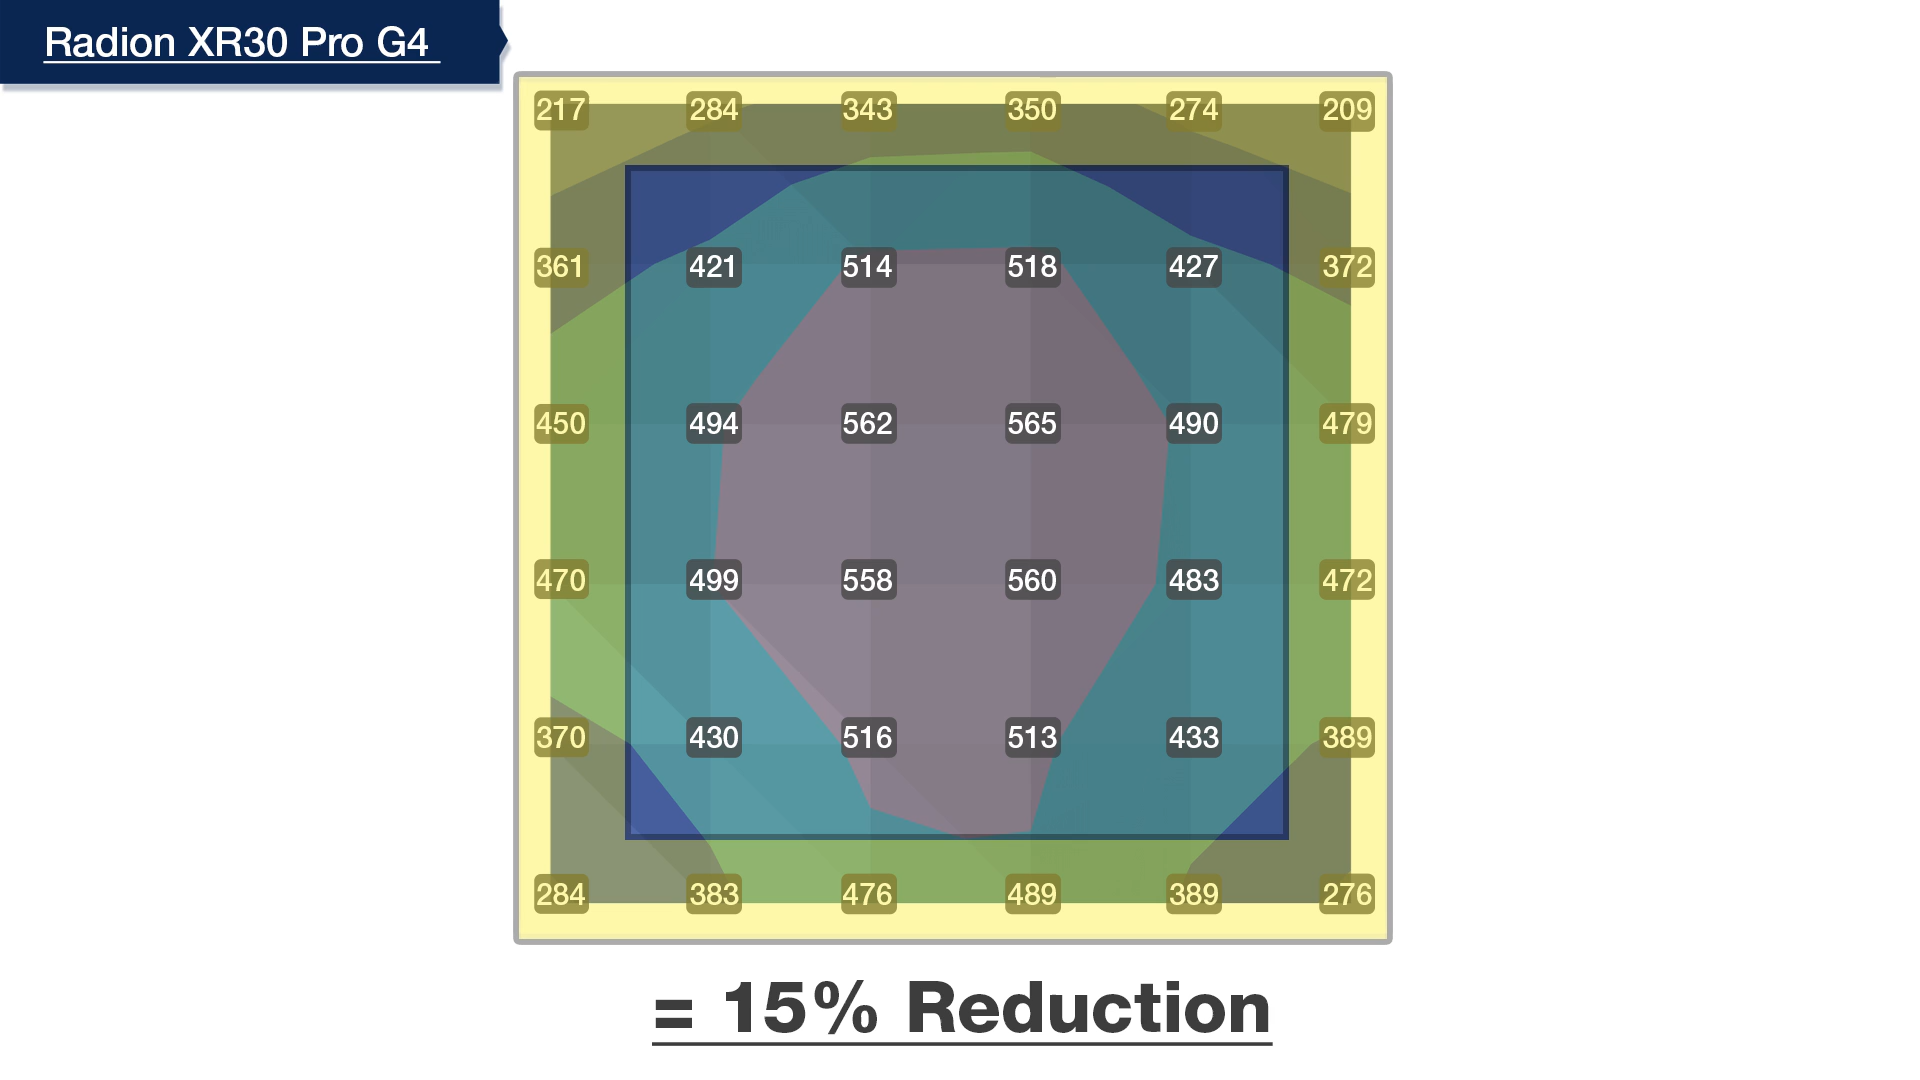 Radion XR30 Pro G4
217 284 343 350 274 209
361 421 514 518 427 372
450 494 562 565 490 479
470 499 558 560 483 472
370 430 516 513 433 389
284 383 476 489 389 276
= 15% Reduction